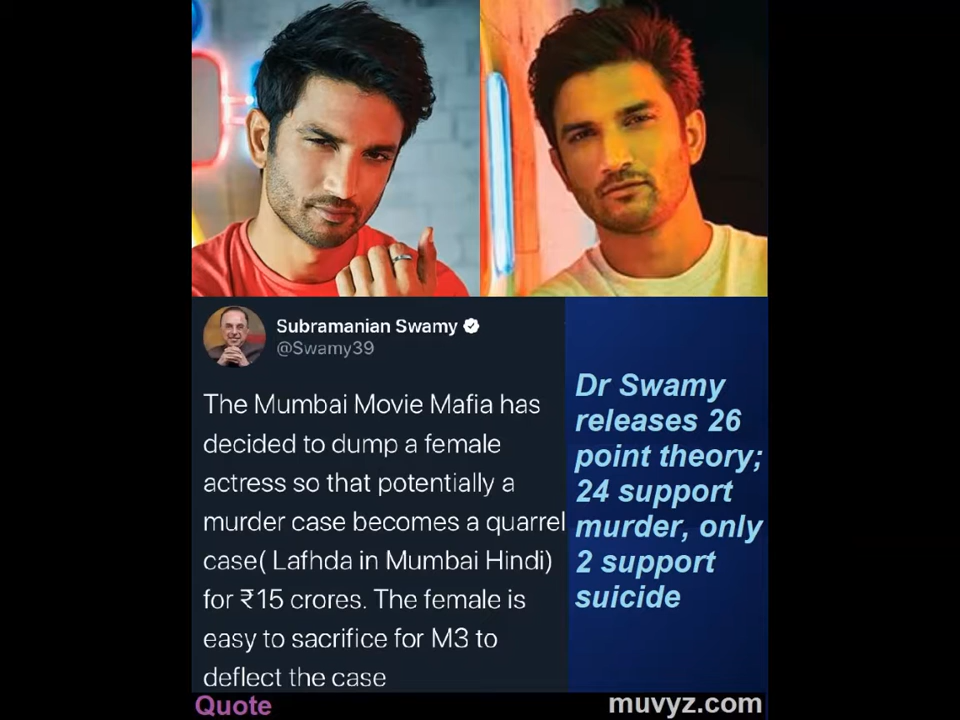 Subramanian Swamy
@Swamy39
The Mumbai Movie Mafia has
decided to dump a female
actress so that potentially a
murder case becomes a quarrel
case( Lafhda in Mumbai Hindi)
for ₹15 crores. The female is
easy to sacrifice for M3 to
deflect the case
Dr Swamy
releases 26
point theory;
24 support
murder, only
2 support
suicide
Quote
muvyz.com